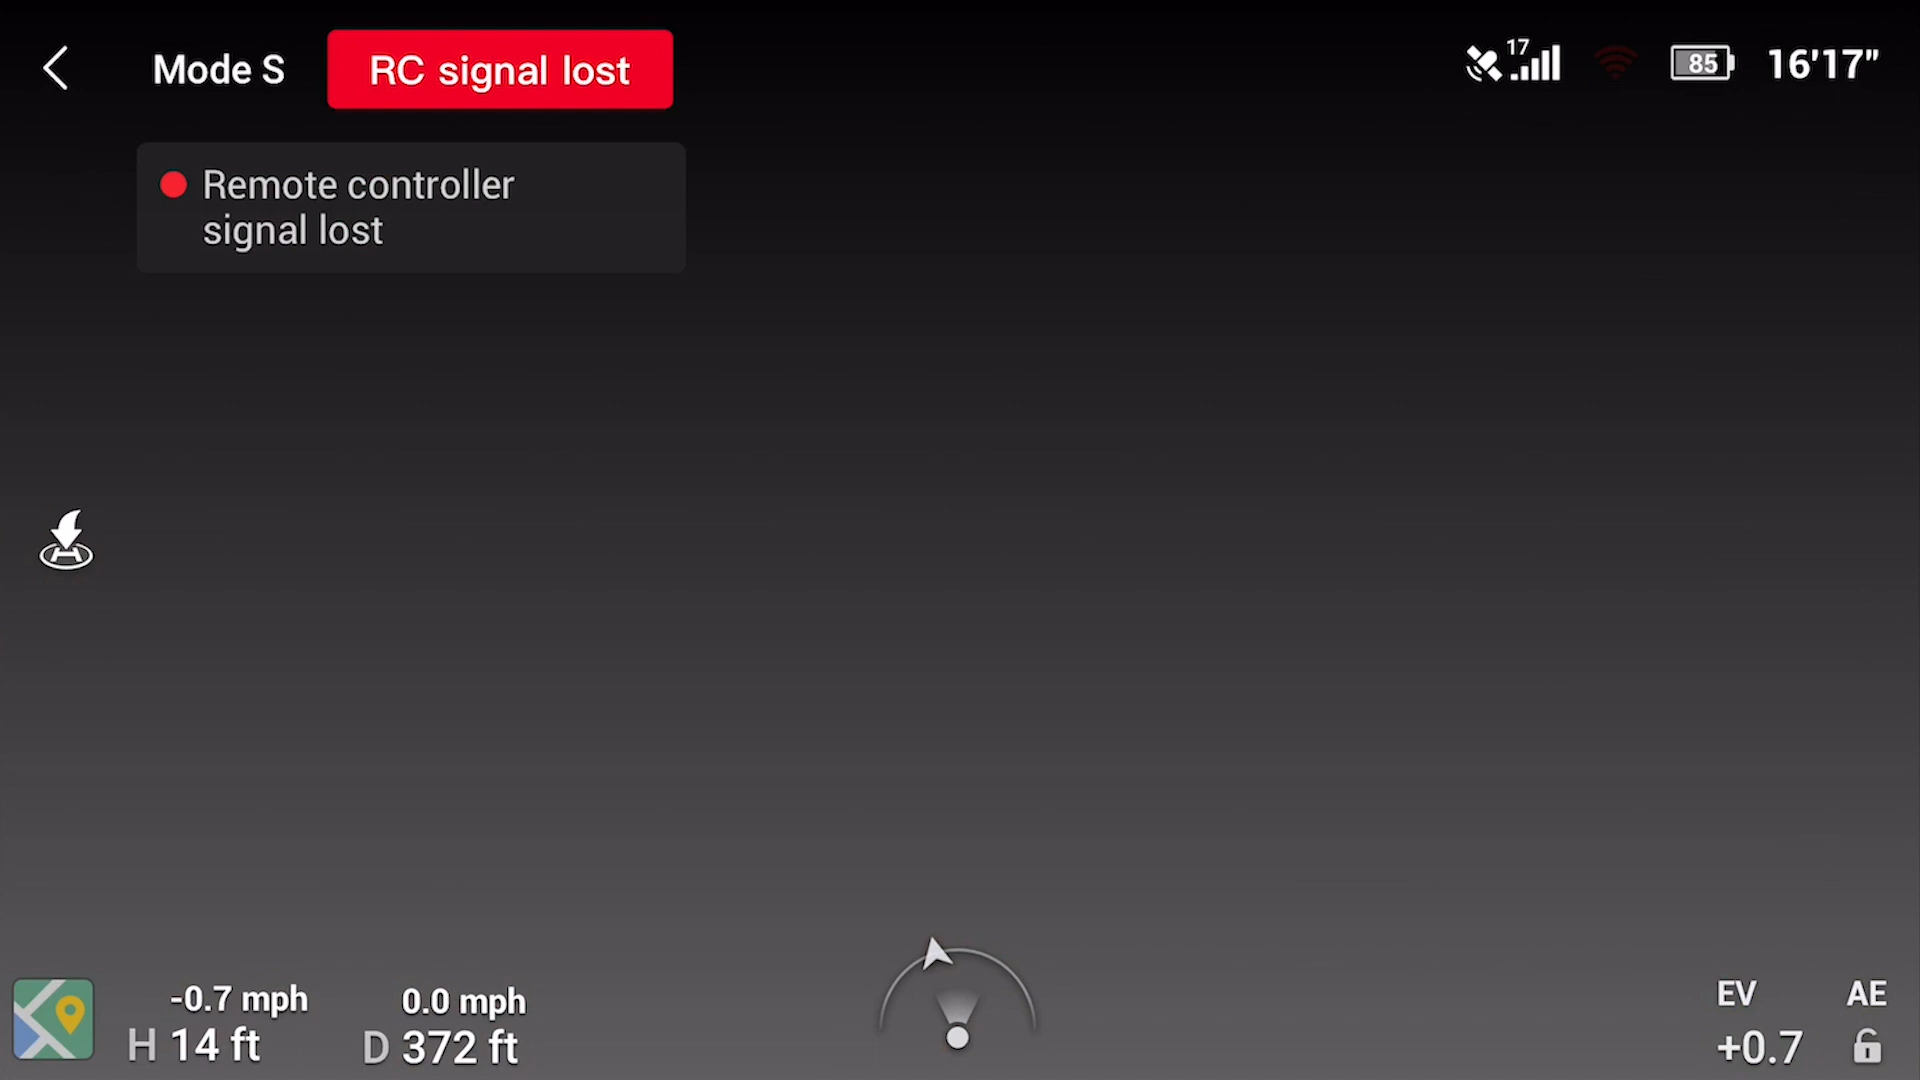 Mode S
RC signal lost
17
85
16'17"
Remote controller
signal lost
-0.7 mph
0.0 mph
H 14 ft
D 372 ft
EV
AE
+0.7